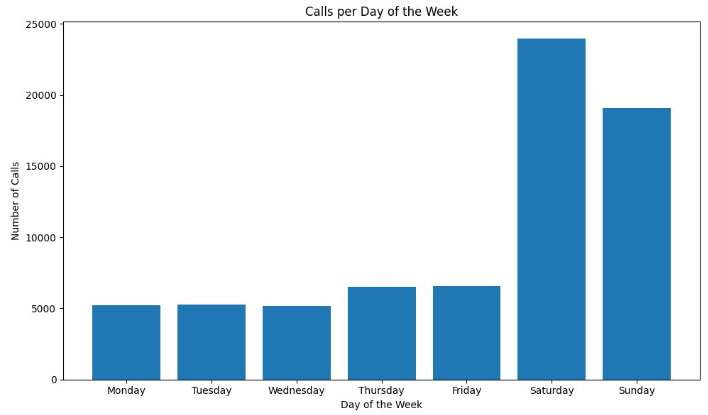 Calls per Day of the Week
25000
20000
15000
10000
5000
0
Number of Calls
Monday Tuesday Wednesday Thursday Friday Saturday Sunday
Day of the Week